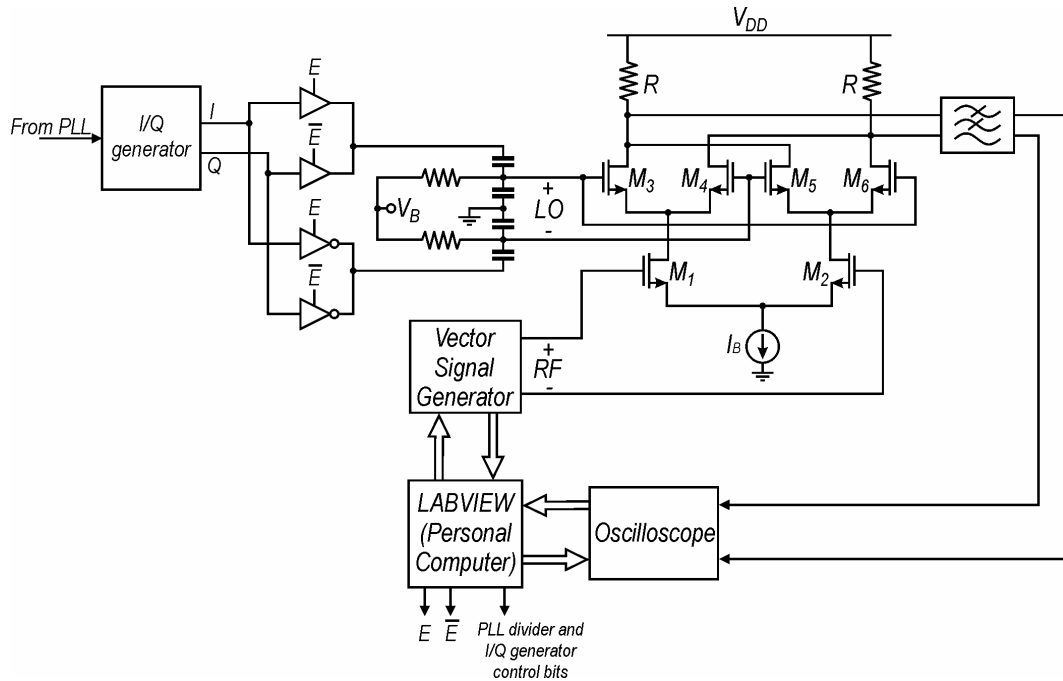 V_DD
R
R
E
From PLL
I/Q
generator
I
Q
E̅
V_B
E
E̅
+
LO
-
M_3
M_4
M_5
M_6
M_1
M_2
I_B
Vector
Signal
Generator
+
RF
-
LABVIEW
(Personal
Computer)
Oscilloscope
E
E̅
PLL divider and
I/Q generator
control bits